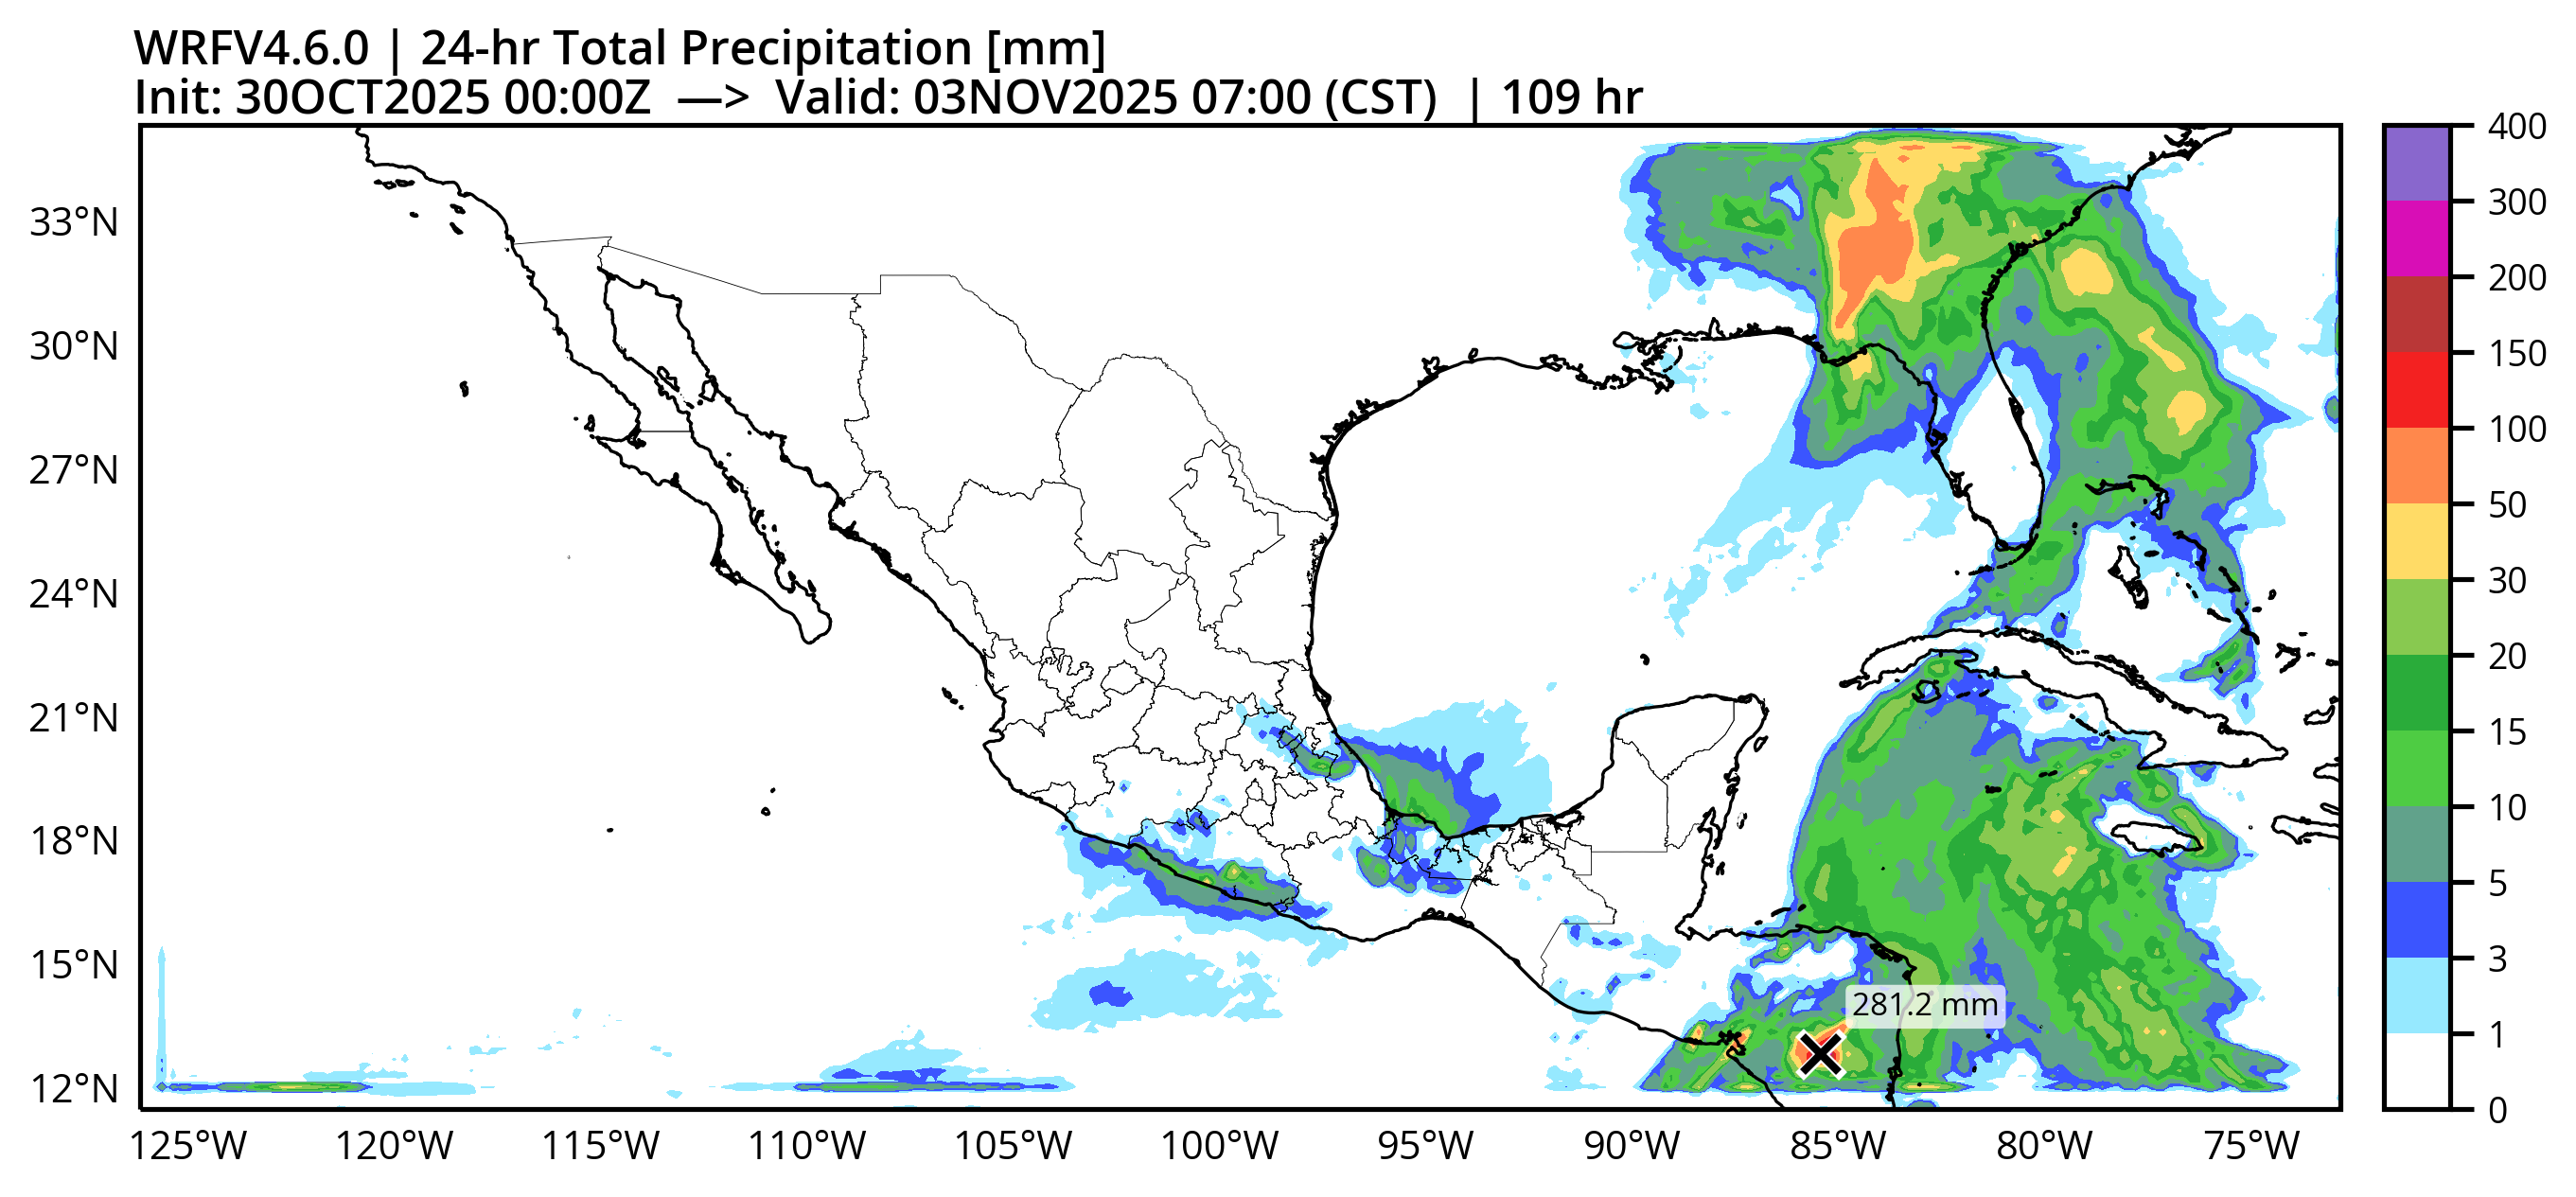 WRFV4.6.0 | 24-hr Total Precipitation [mm]
Init: 30OCT2025 00:00Z —> Valid: 03NOV2025 07:00 (CST) | 109 hr
33°N
30°N
27°N
24°N
21°N
18°N
15°N
12°N
281.2 mm
125°W 120°W 115°W 110°W 105°W 100°W 95°W 90°W 85°W 80°W 75°W
400
300
200
150
100
50
30
20
15
10
5
3
1
0